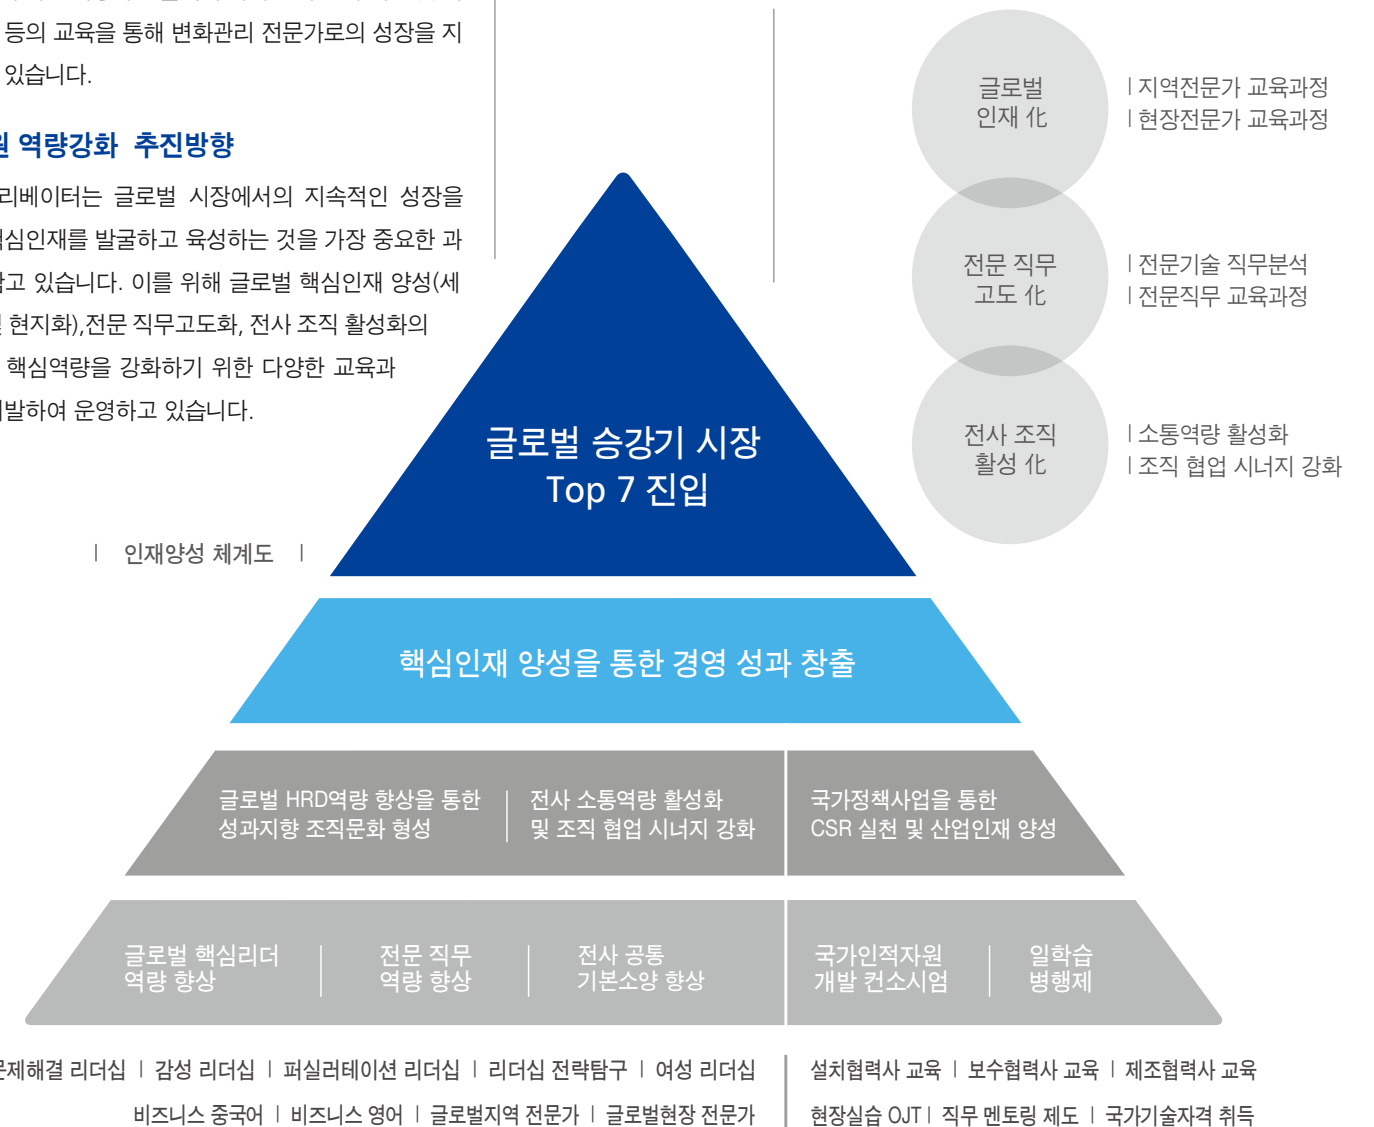 등의 교육을 통해 변화관리 전문가로의 성장을 지
있습니다.
역량강화 추진방향
리베이터는 글로벌 시장에서의 지속적인 성장을
핵심인재를 발굴하고 육성하는 것을 가장 중요한 과
있습니다. 이를 위해 글로벌 핵심인재 양성(세
현지화),전문 직무고도화, 전사 조직 활성화의
핵심역량을 강화하기 위한 다양한 교육과
개발하여 운영하고 있습니다.
글로벌
인재 化
| 지역전문가 교육과정
| 현장전문가 교육과정
전문 직무
고도 化
| 전문기술 직무분석
| 전문직무 교육과정
전사 조직
활성 化
| 소통역량 활성화
| 조직 협업 시너지 강화
| 인재양성 체계도 |
글로벌 승강기 시장
Top 7 진입
핵심인재 양성을 통한 경영 성과 창출
글로벌 HRD역량 향상을 통한
성과지향 조직문화 형성
전사 소통역량 활성화
및 조직 협업 시너지 강화
국가정책사업을 통한
CSR 실천 및 산업인재 양성
글로벌 핵심리더
역량 향상
전문 직무
역량 향상
전사 공통
기본소양 향상
국가인적자원
개발 컨소시엄
일학습
병행제
문제해결 리더십 | 감성 리더십 | 퍼실러테이션 리더십 | 리더십 전략탐구 | 여성 리더십
비즈니스 중국어 | 비즈니스 영어 | 글로벌지역 전문가 | 글로벌현장 전문가
설치협력사 교육 | 보수협력사 교육 | 제조협력사 교육
현장실습 OJT | 직무 멘토링 제도 | 국가기술자격 취득